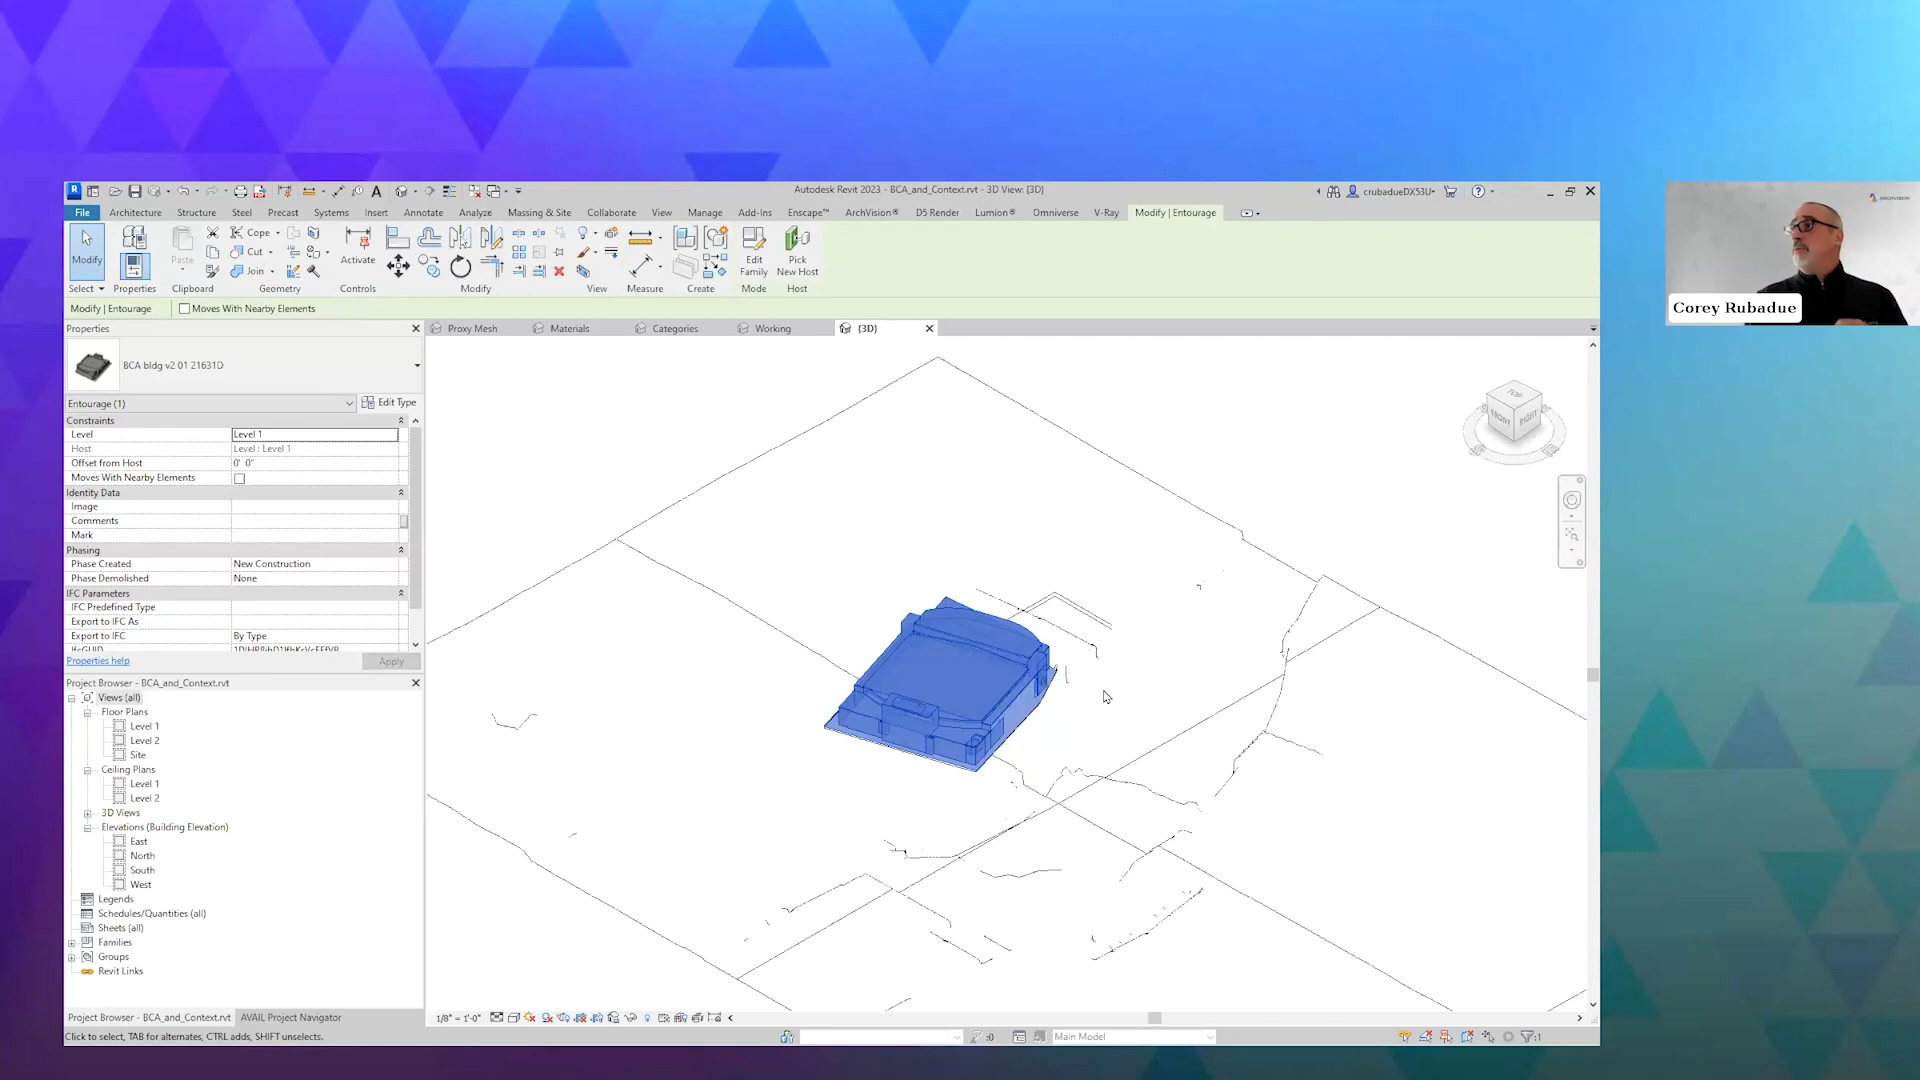 Autodesk Revit 2023 - BCA_and_Context.rvt - 3D View: {3D}
crubadueDX53U
File Architecture Structure Steel Precast Systems Insert Annotate Analyze Massing & Site Collaborate View Manage Add-Ins Enscape™ ArchVision® D5 Render Lumion® Omniverse V-Ray Modify | Entourage
Modify
Paste
Cope
Cut
Join
Activate
Edit Family
Pick New Host
Select Properties Clipboard Geometry Controls Modify View Measure Create Mode Host
Modify | Entourage
Moves With Nearby Elements
Properties
Proxy Mesh Materials Categories Working {3D}
BCA bldg v2 01 21631D
Entourage (1)
Edit Type
Constraints
Level Level 1
Host Level : Level 1
Offset from Host 0' 0"
Moves With Nearby Elements
Identity Data
Image
Comments
Mark
Phasing
Phase Created New Construction
Phase Demolished None
IFC Parameters
IFC Predefined Type
Export to IFC As
Export to IFC By Type
Properties help
Apply
Project Browser - BCA_and_Context.rvt
Views (all)
Floor Plans
Level 1
Level 2
Site
Ceiling Plans
Level 1
Level 2
3D Views
Elevations (Building Elevation)
East
North
South
West
Legends
Schedules/Quantities (all)
Sheets (all)
Families
Groups
Revit Links
Project Browser - BCA_and_Context.rvt
AVAIL Project Navigator
1/8" = 1'-0"
Click to select, TAB for alternates, CTRL adds, SHIFT unselects.
:0
Main Model
:1
TOP
FRONT
RIGHT
ARCHVISION
Corey Rubadue